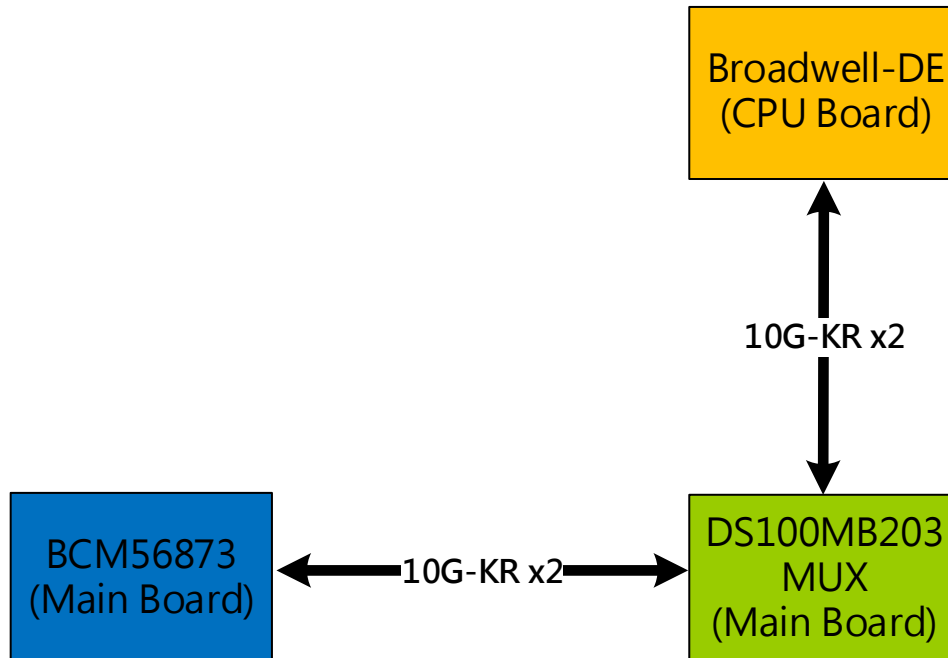 Broadwell-DE
(CPU Board)
10G-KR x2
BCM56873
(Main Board)
10G-KR x2
DS100MB203
MUX
(Main Board)